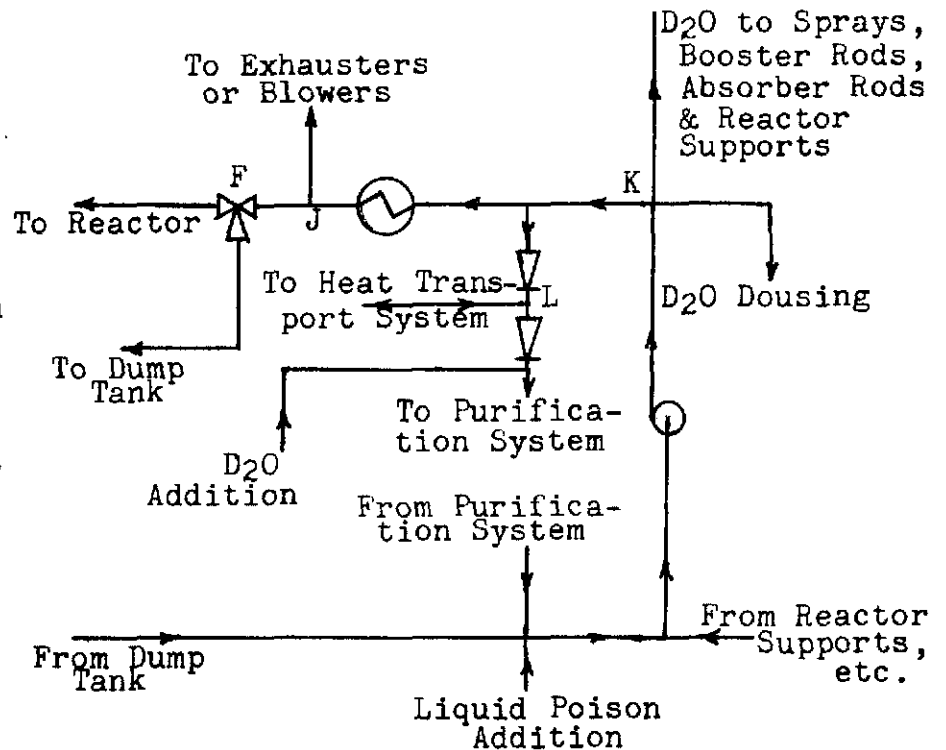 D2O to Sprays,
Booster Rods,
Absorber Rods
& Reactor
Supports
To Exhausters
or Blowers
F
K
J
To Reactor
To Heat Trans-
port System
L
D2O Dousing
To Dump
Tank
To Purifica-
tion System
D2O
Addition
From Purifica-
tion System
From Reactor
Supports,
etc.
From Dump
Tank
Liquid Poison
Addition